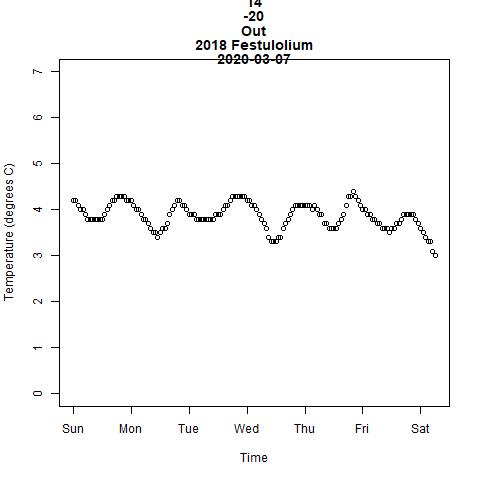 14
-20
Out
2018 Festulolium
2020-03-07
7
6
5
4
3
2
1
0
Temperature (degrees C)
Sun Mon Tue Wed Thu Fri Sat
Time